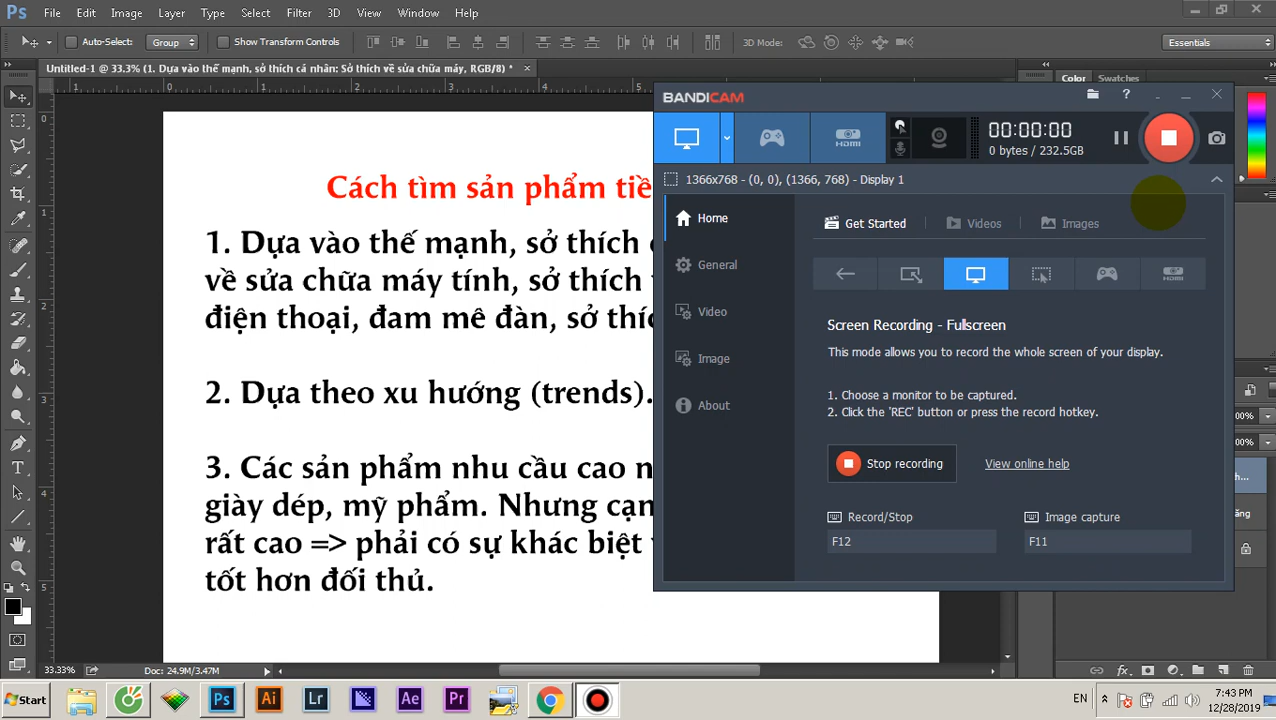 Ps File Edit Image Layer Type Select Filter 3D View Window Help
Auto-Select: Group Show Transform Controls 3D Mode: Essentials
Untitled-1 @ 33.3% (1. Dựa vào thế mạnh, sở thích cá nhân: Sở thích về sửa chữa máy, RGB/8) *
Color Swatches
BANDICAM
00:00:00
0 bytes / 232.5GB
HDMI
1366x768 - (0, 0), (1366, 768) - Display 1
Home
General
Video
Image
About
Get Started Videos Images
HDMI
Screen Recording - Fullscreen
This mode allows you to record the whole screen of your display.
1. Choose a monitor to be captured.
2. Click the 'REC' button or press the record hotkey.
Stop recording View online help
Record/Stop Image capture
F12 F11
Cách tìm sản phẩm tiề
1. Dựa vào thế mạnh, sở thích
về sửa chữa máy tính, sở thích
điện thoại, đam mê đàn, sở thíc
2. Dựa theo xu hướng (trends).
3. Các sản phẩm nhu cầu cao n
giày dép, mỹ phẩm. Nhưng cạn
rất cao => phải có sự khác biệt
tốt hơn đối thủ.
33.33% Doc: 24.9M/3.47M
Start Ps Ai Lr Ae Pr EN 7:43 PM
12/28/2019